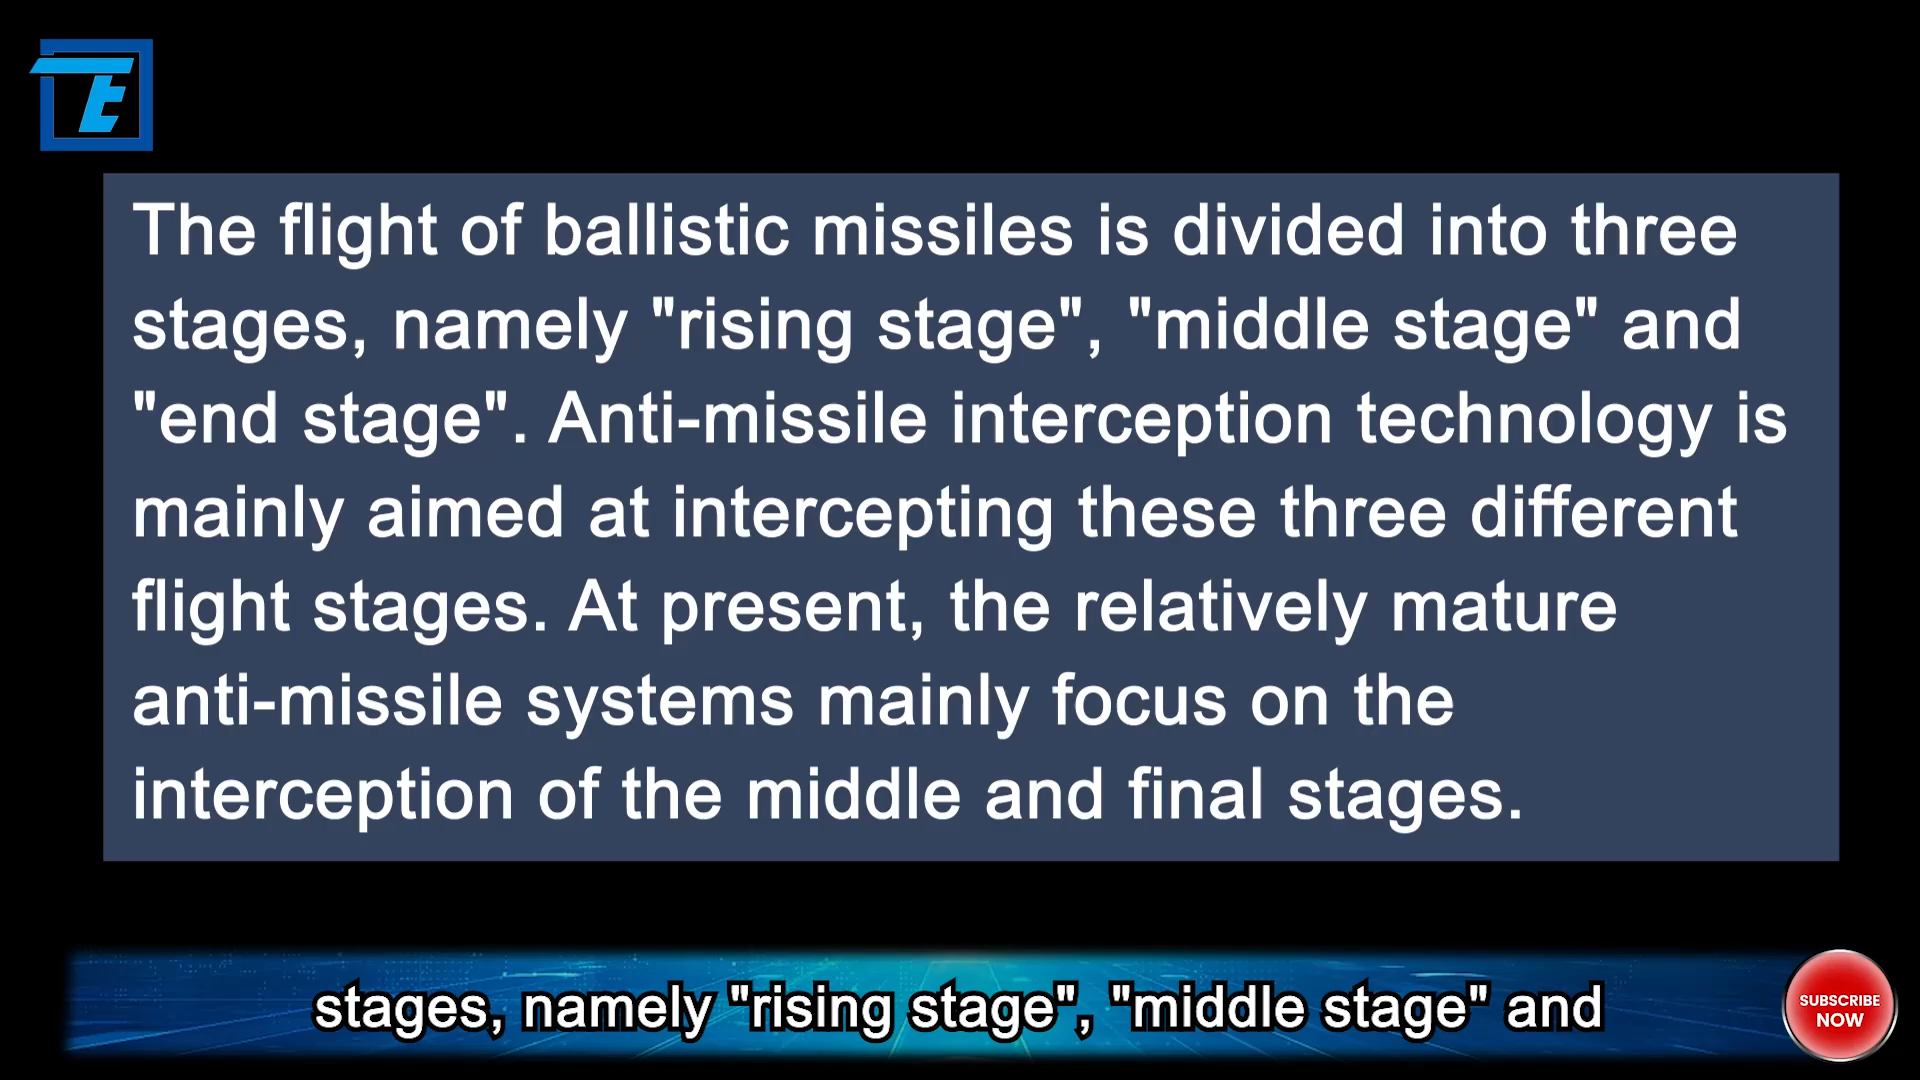 TE
The flight of ballistic missiles is divided into three
stages, namely "rising stage", "middle stage" and
"end stage". Anti-missile interception technology is
mainly aimed at intercepting these three different
flight stages. At present, the relatively mature
anti-missile systems mainly focus on the
interception of the middle and final stages.
stages, namely "rising stage", "middle stage" and
SUBSCRIBE
NOW